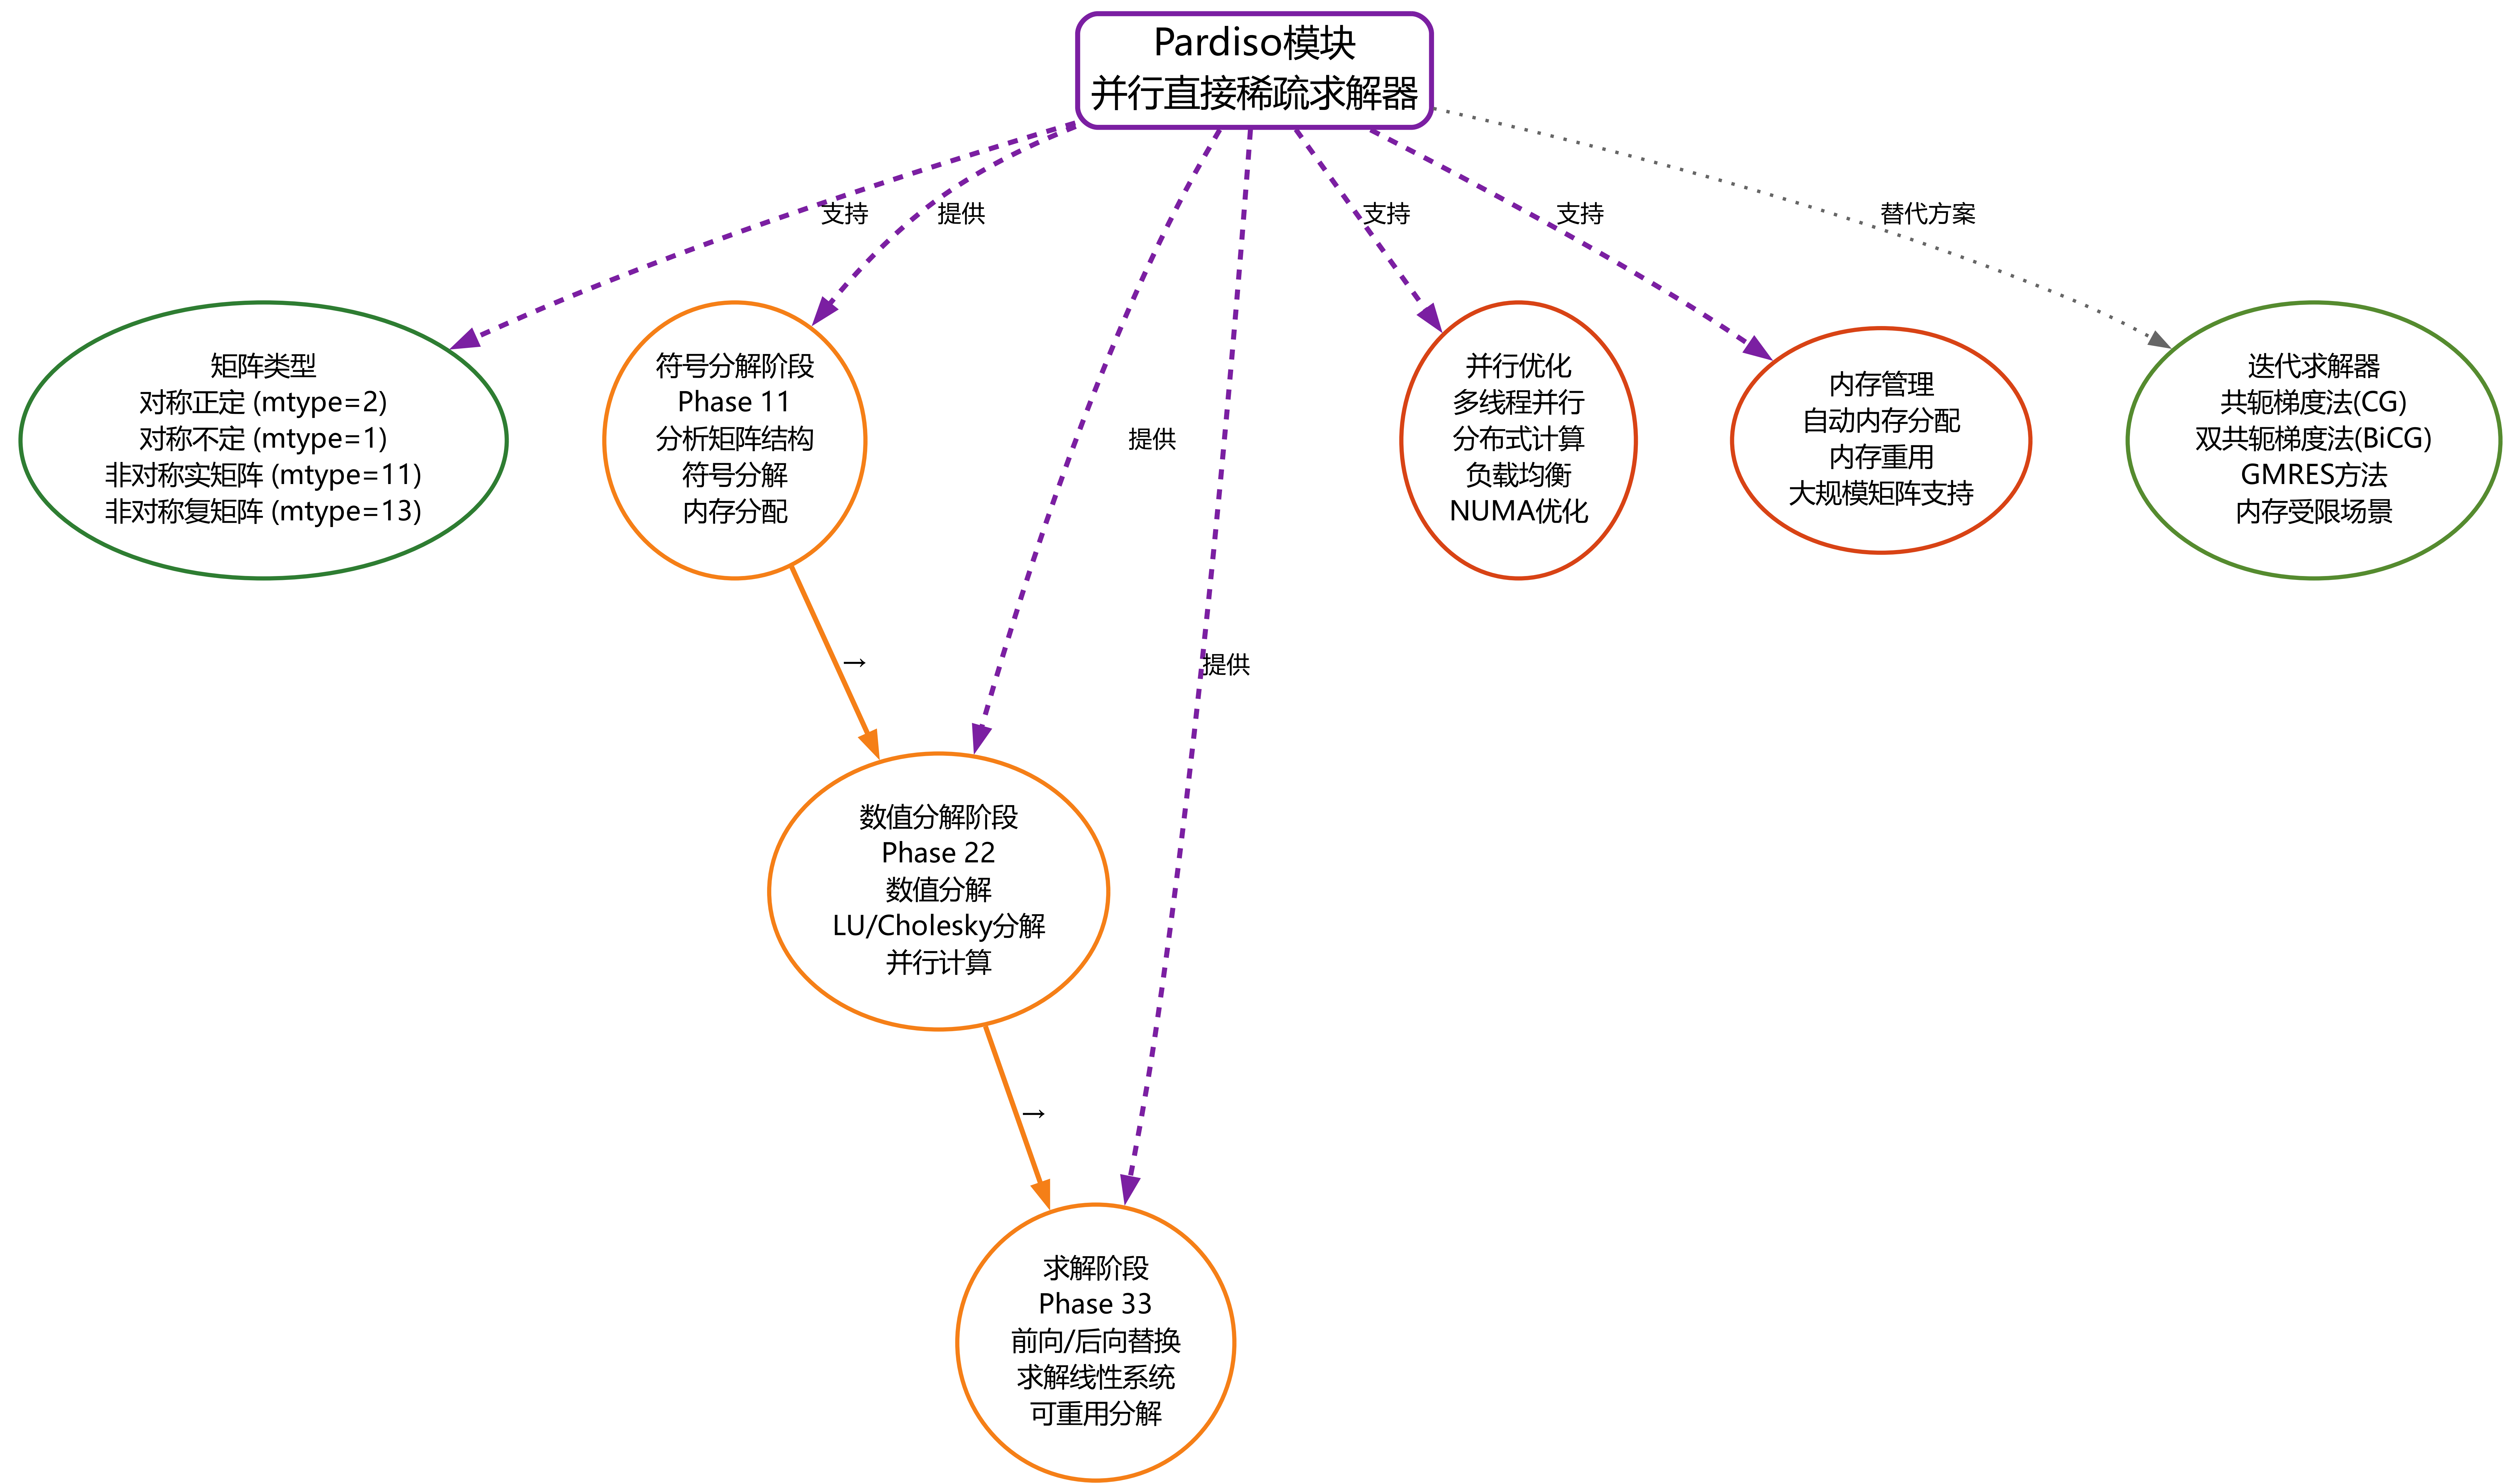 Pardiso模块
并行直接稀疏求解器
支持
提供
支持
支持
替代方案
矩阵类型
对称正定 (mtype=2)
对称不定 (mtype=1)
非对称实矩阵 (mtype=11)
非对称复矩阵 (mtype=13)
符号分解阶段
Phase 11
分析矩阵结构
符号分解
内存分配
提供
并行优化
多线程并行
分布式计算
负载均衡
NUMA优化
内存管理
自动内存分配
内存重用
大规模矩阵支持
迭代求解器
共轭梯度法(CG)
双共轭梯度法(BiCG)
GMRES方法
内存受限场景
→
提供
数值分解阶段
Phase 22
数值分解
LU/Cholesky分解
并行计算
→
求解阶段
Phase 33
前向/后向替换
求解线性系统
可重用分解